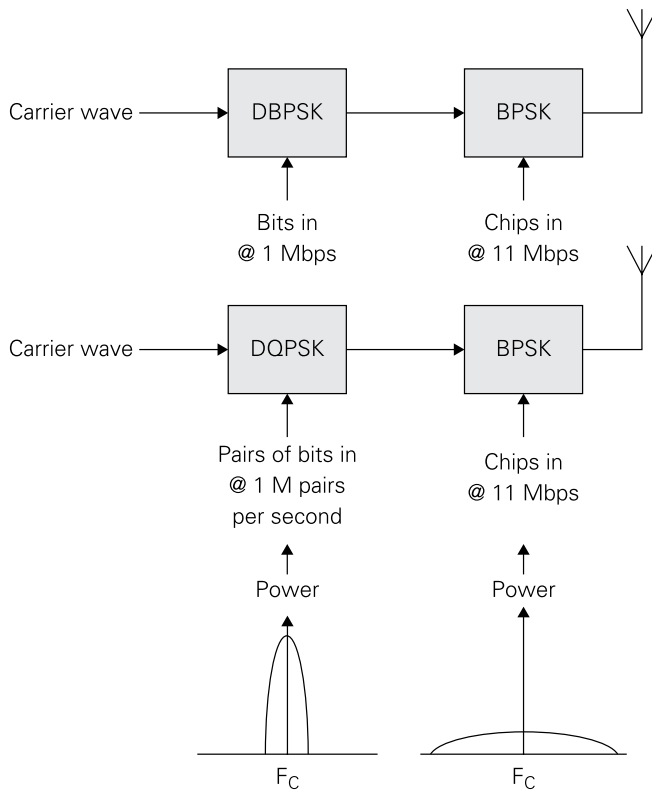 Carrier wave
DBPSK
BPSK
Bits in
@ 1 Mbps
Chips in
@ 11 Mbps
Carrier wave
DQPSK
BPSK
Pairs of bits in
@ 1 M pairs
per second
Chips in
@ 11 Mbps
Power
Power
FC
FC